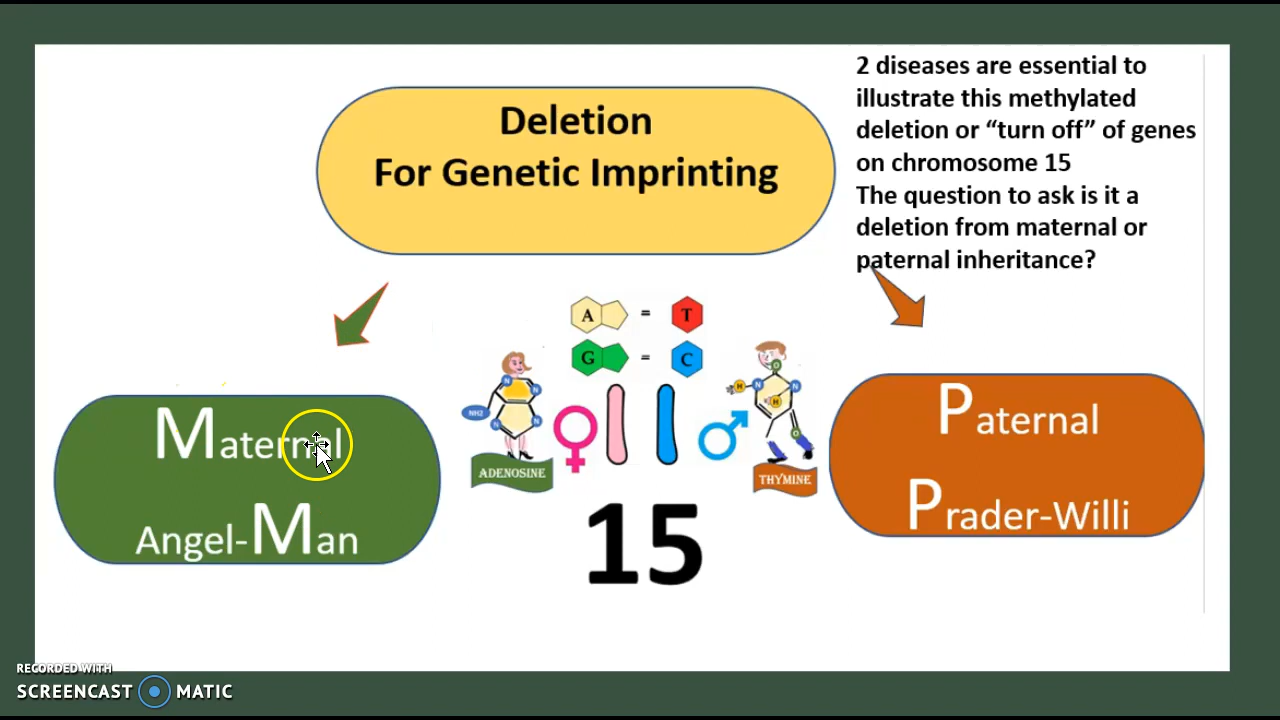 2 diseases are essential to
illustrate this methylated
deletion or “turn off” of genes
on chromosome 15
The question to ask is it a
deletion from maternal or
paternal inheritance?
Deletion
For Genetic Imprinting
A = T
G = C
N
N
NH2
N
N
ADENOSINE
O
H
N
N
H
O
THYMINE
Maternal
Angel-Man
Paternal
Prader-Willi
15
RECORDED WITH
SCREENCAST MATIC